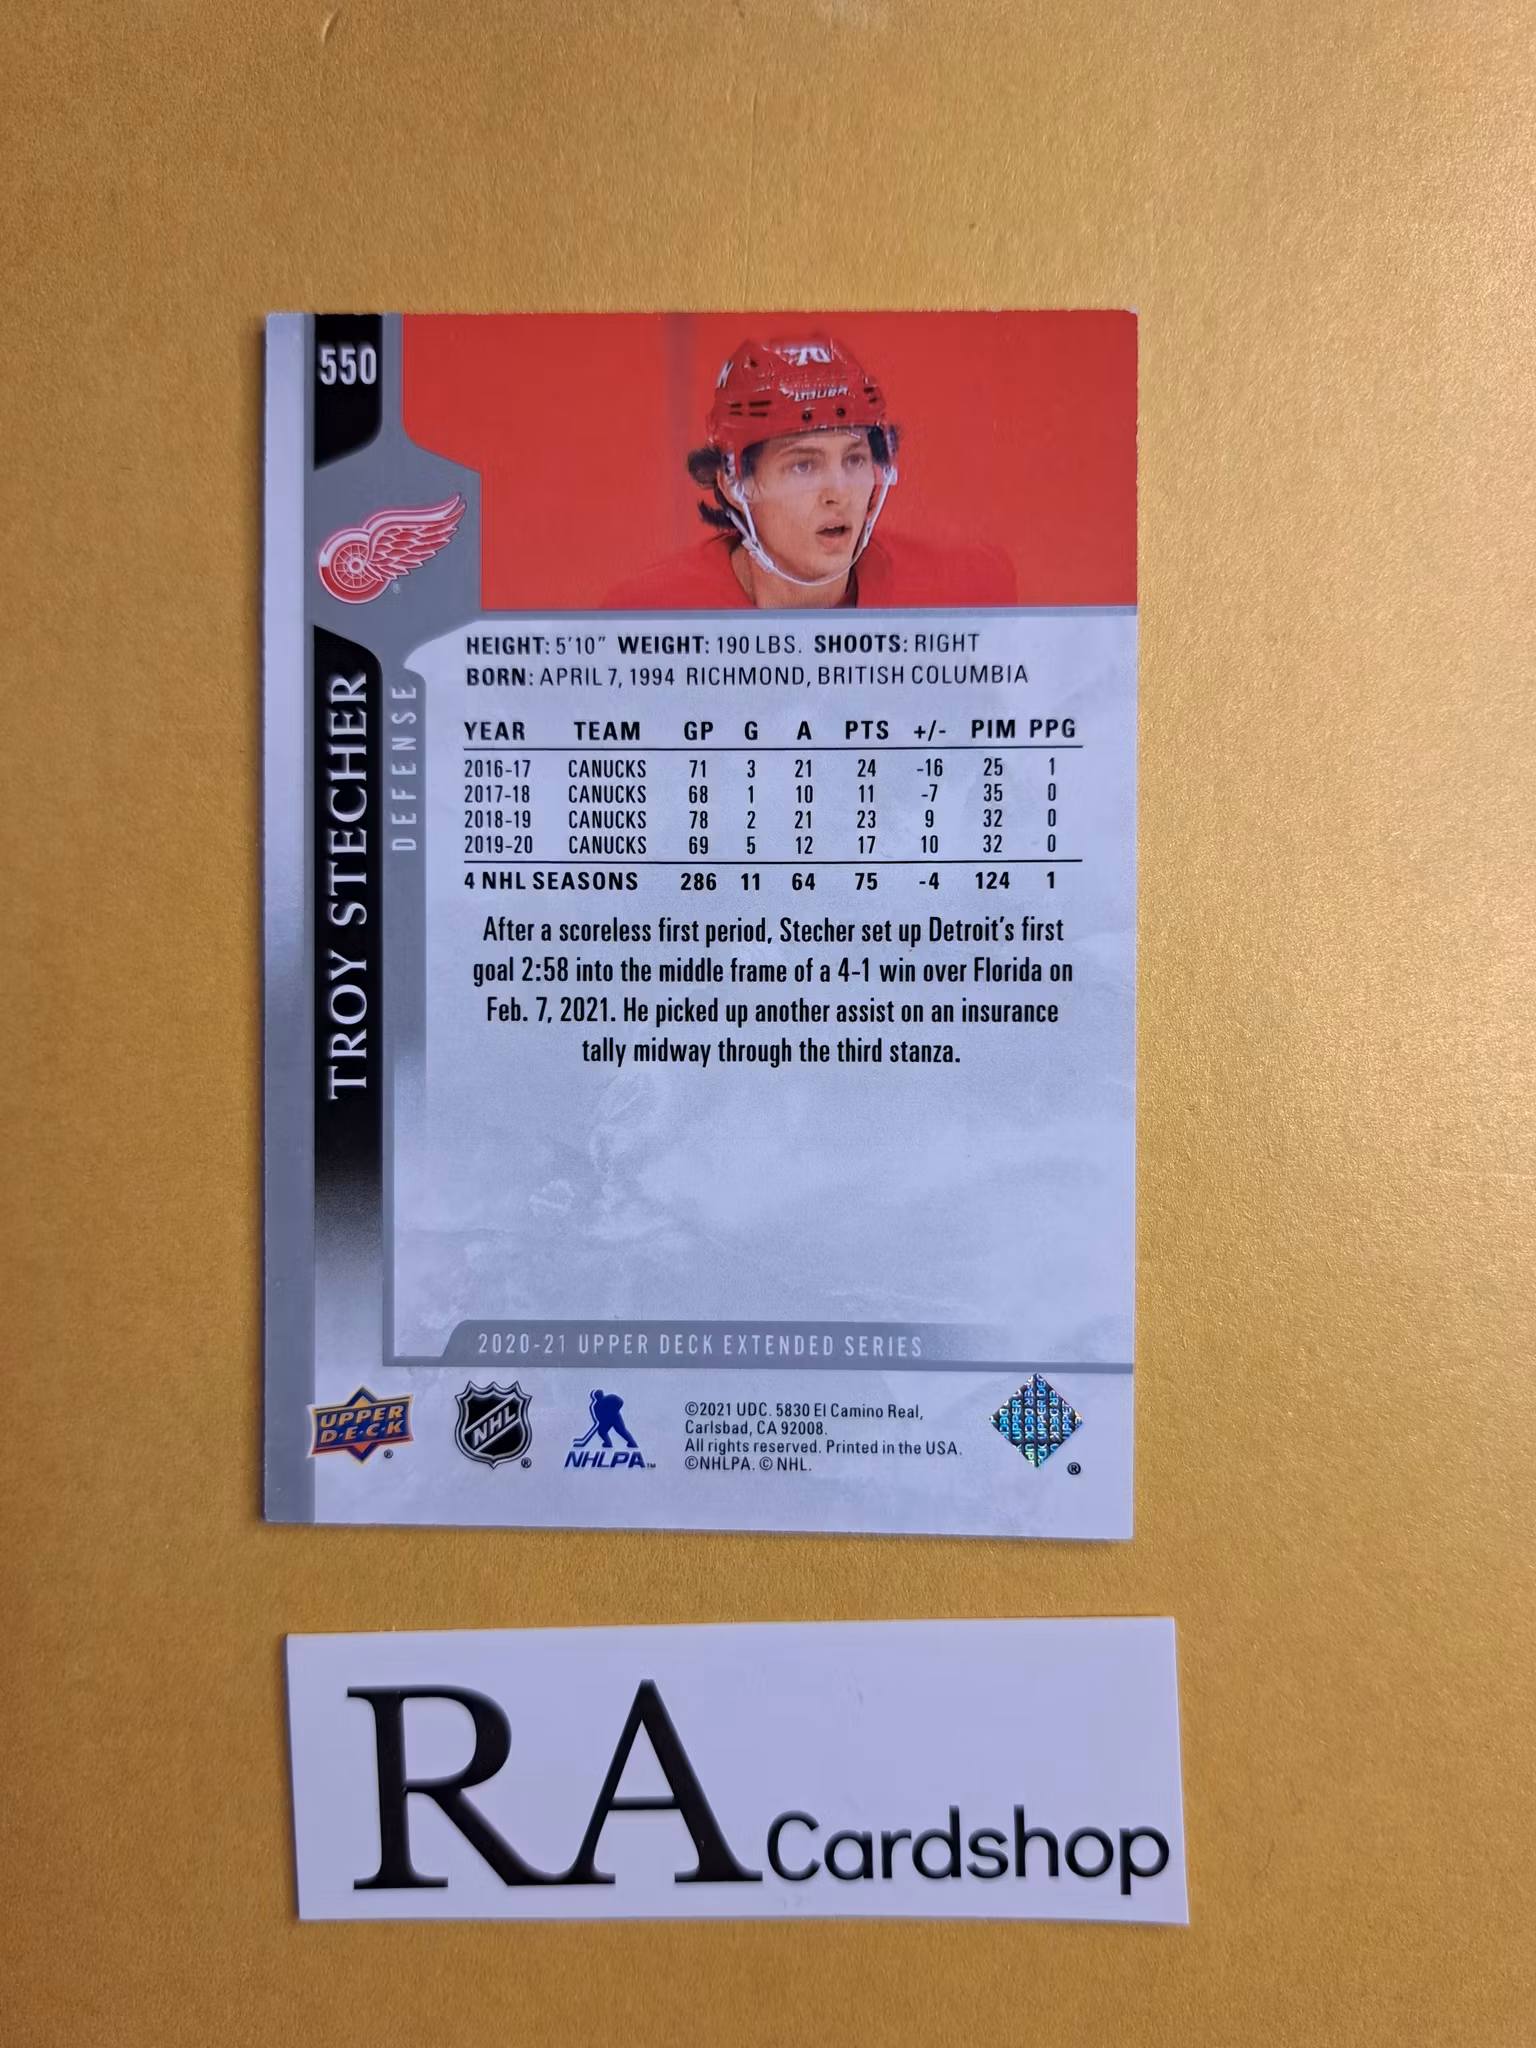 550
70
BAUER
TROY STECHER
DEFENSE
HEIGHT: 5'10" WEIGHT: 190 LBS. SHOOTS: RIGHT
BORN: APRIL 7, 1994 RICHMOND, BRITISH COLUMBIA
YEAR TEAM GP G A PTS +/- PIM PPG
2016-17 CANUCKS 71 3 21 24 -16 25 1
2017-18 CANUCKS 68 1 10 11 -7 35 0
2018-19 CANUCKS 78 2 21 23 9 32 0
2019-20 CANUCKS 69 5 12 17 10 32 0
4 NHL SEASONS 286 11 64 75 -4 124 1
After a scoreless first period, Stecher set up Detroit's first
goal 2:58 into the middle frame of a 4-1 win over Florida on
Feb. 7, 2021. He picked up another assist on an insurance
tally midway through the third stanza.
2020-21 UPPER DECK EXTENDED SERIES
UPPER
D·E·C·K
®
NHL
®
NHLPA™
©2021 UDC. 5830 El Camino Real,
Carlsbad, CA 92008.
All rights reserved. Printed in the USA.
©NHLPA. © NHL.
®
RA Cardshop